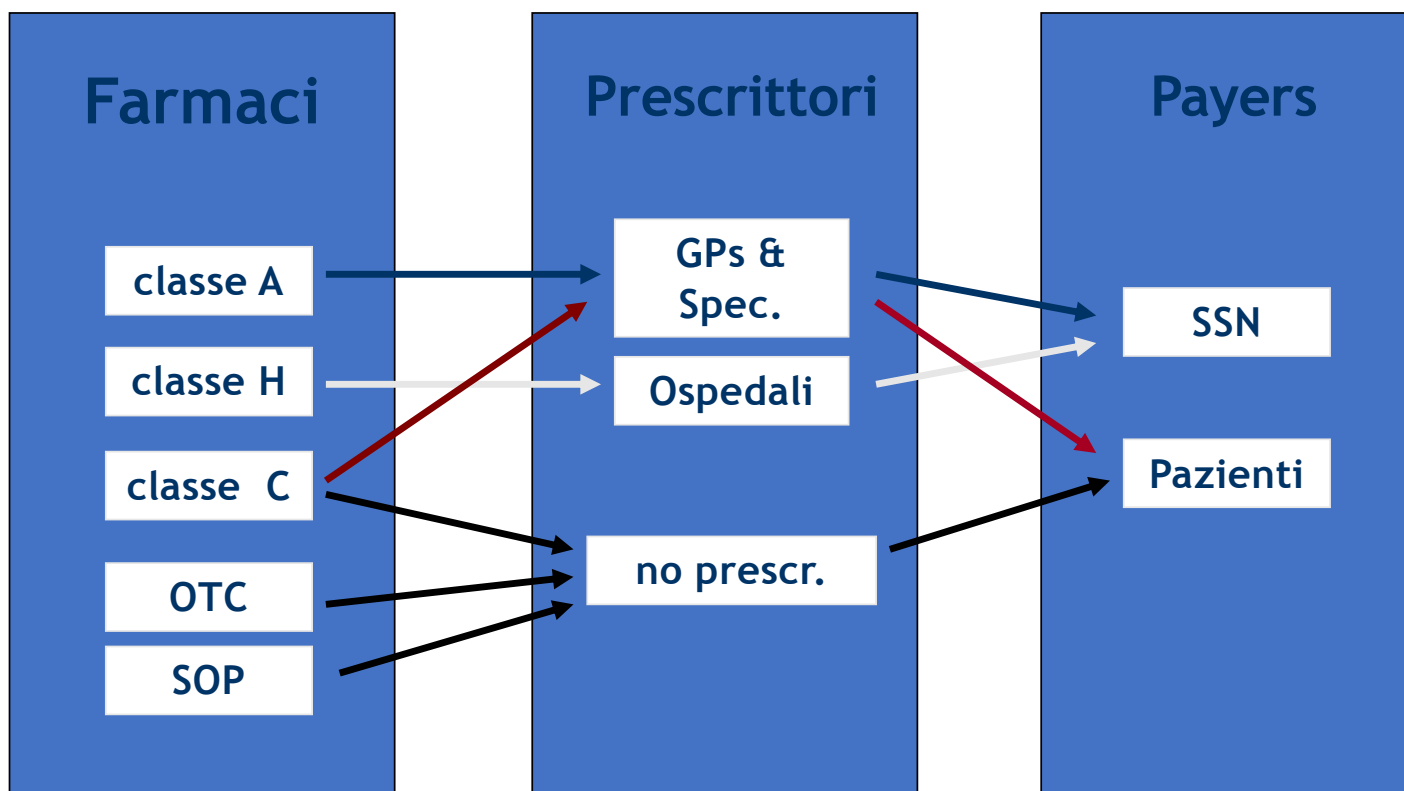 Farmaci
classe A
classe H
classe C
OTC
SOP
Prescrittori
GPs &
Spec.
Ospedali
no prescr.
Payers
SSN
Pazienti